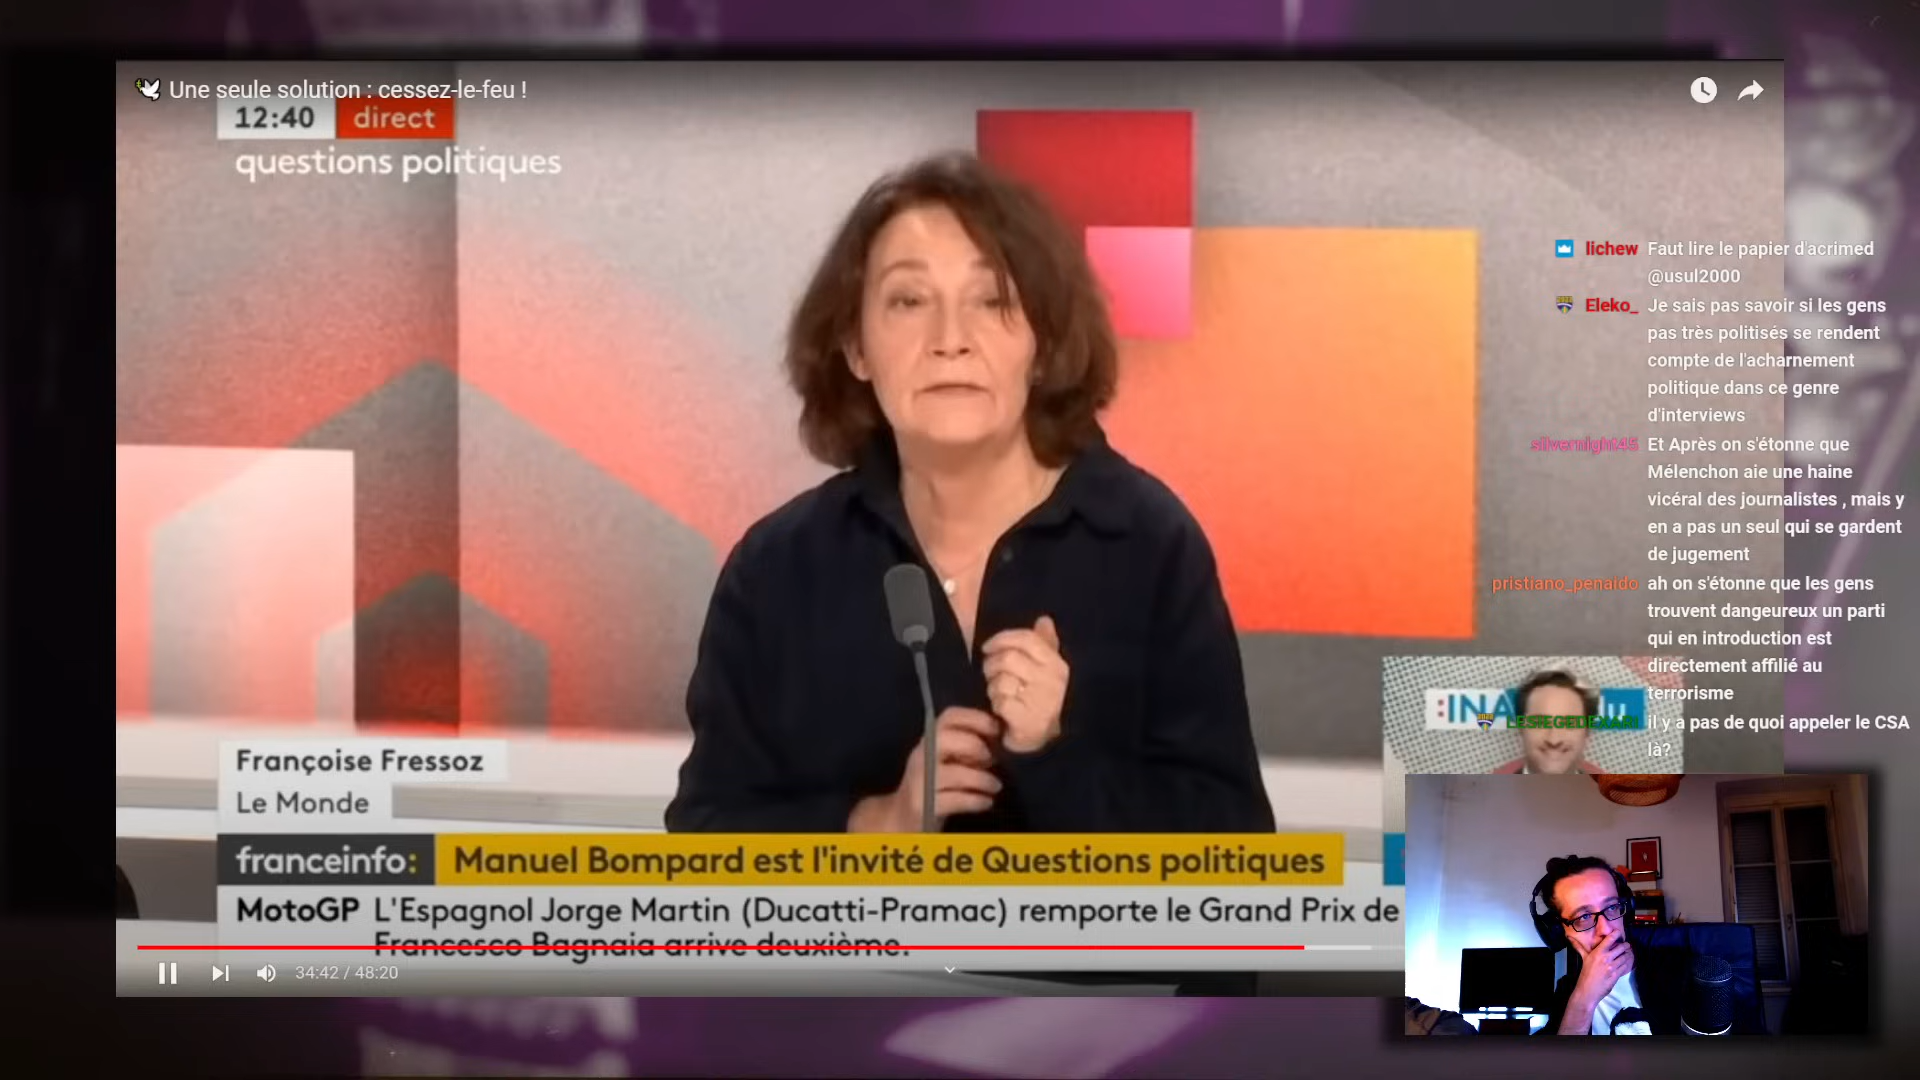 Une seule solution : cessez-le-feu !
12:40 direct
questions politiques
lichew Faut lire le papier d'acrimed
@usul2000
Eleko_ Je sais pas savoir si les gens
pas très politisés se rendent
compte de l'acharnement
politique dans ce genre
d'interviews
silvernight45 Et Après on s'étonne que
Mélenchon aie une haine
vicéral des journalistes , mais y
en a pas un seul qui se gardent
de jugement
pristiano_penaldo ah on s'étonne que les gens
trouvent dangeureux un parti
qui en introduction est
directement affilié au
terrorisme
:INA
il y a pas de quoi appeler le CSA
là?
Françoise Fressoz
Le Monde
franceinfo: Manuel Bompard est l'invité de Questions politiques
MotoGP L'Espagnol Jorge Martin (Ducatti-Pramac) remporte le Grand Prix de
Francesco Bagnaia arrive deuxième.
34:42 / 48:20